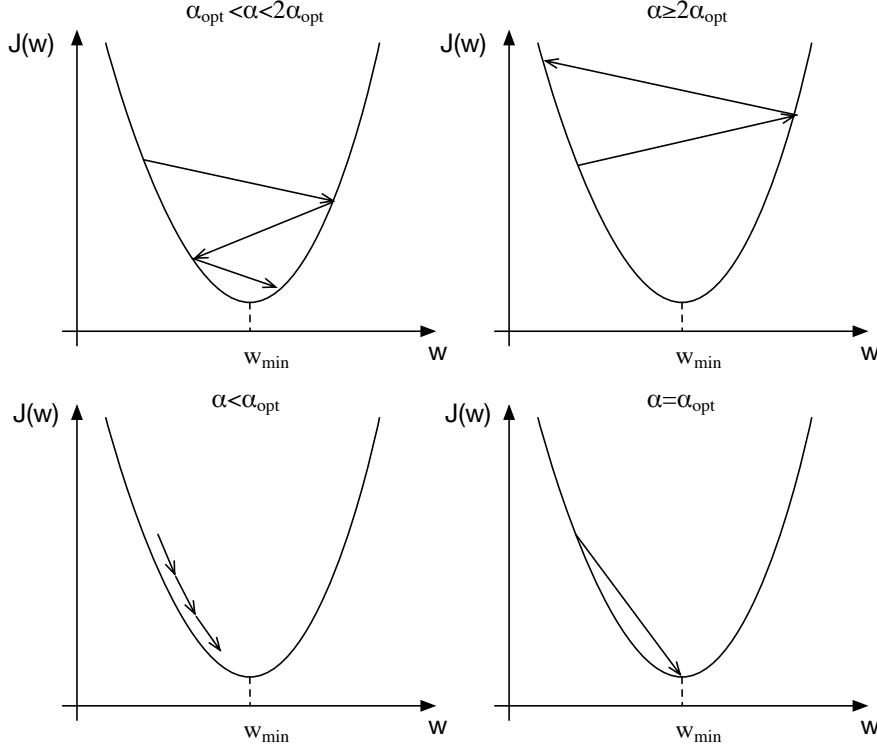 α_opt <α<2α_opt
J(w)
w_min
w
α≥2α_opt
J(w)
w_min
w
α<α_opt
J(w)
w_min
w
α=α_opt
J(w)
w_min
w